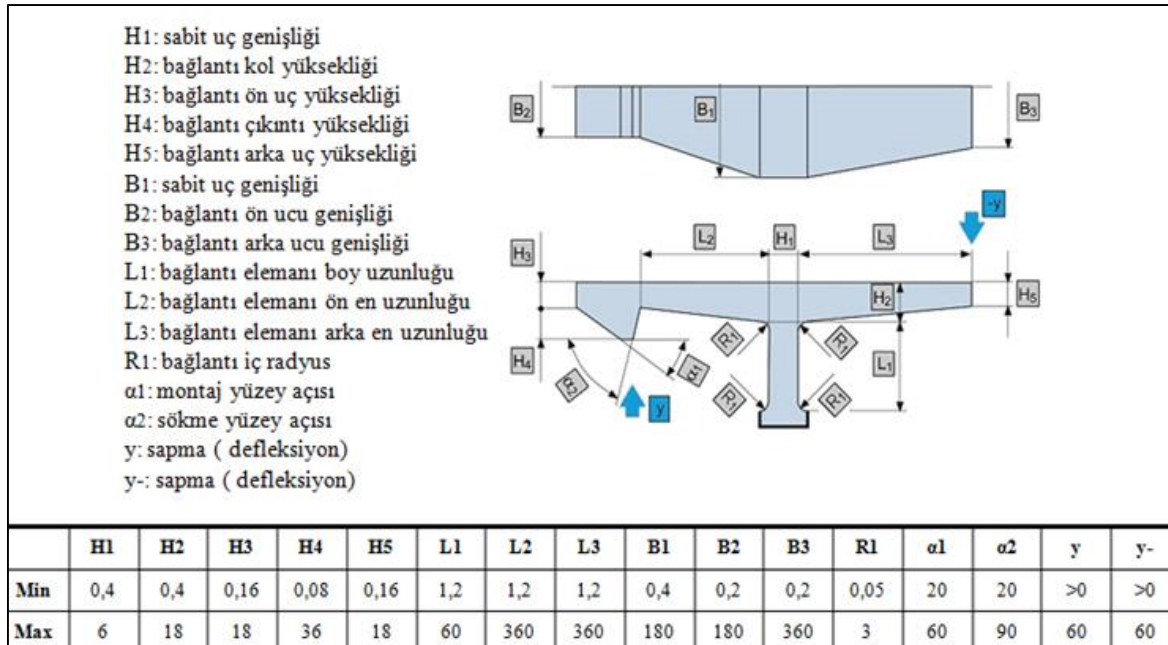 H1: sabit uç genişliği
H2: bağlantı kol yüksekliği
H3: bağlantı ön uç yüksekliği
H4: bağlantı çıkıntı yüksekliği
H5: bağlantı arka uç yüksekliği
B1: sabit uç genişliği
B2: bağlantı ön ucu genişliği
B3: bağlantı arka ucu genişliği
L1: bağlantı elemanı boy uzunluğu
L2: bağlantı elemanı ön en uzunluğu
L3: bağlantı elemanı arka en uzunluğu
R1: bağlantı iç radyus
α1: montaj yüzey açısı
α2: sökme yüzey açısı
y: sapma ( defleksiyon)
y-: sapma ( defleksiyon)
B2 B1 B3
-y
L2 H1 L3
H3
H2 H5
R1 R1
H4 L1
α2 α1 R1 R1
y
H1 H2 H3 H4 H5 L1 L2 L3 B1 B2 B3 R1 α1 α2 y y-
Min 0,4 0,4 0,16 0,08 0,16 1,2 1,2 1,2 0,4 0,2 0,2 0,05 20 20 >0 >0
Max 6 18 18 36 18 60 360 360 180 180 360 3 60 90 60 60